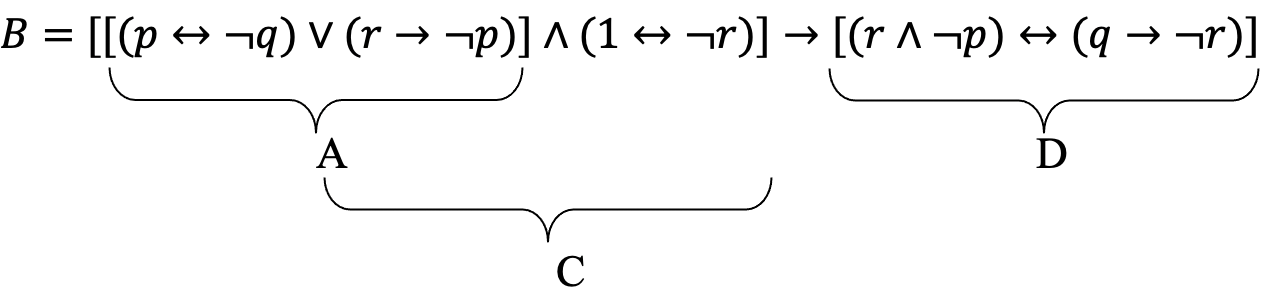 B = [[(p ↔ ¬q) ∨ (r → ¬p)] ∧ (1 ↔ ¬r)] → [(r ∧ ¬p) ↔ (q → ¬r)]
A D
C